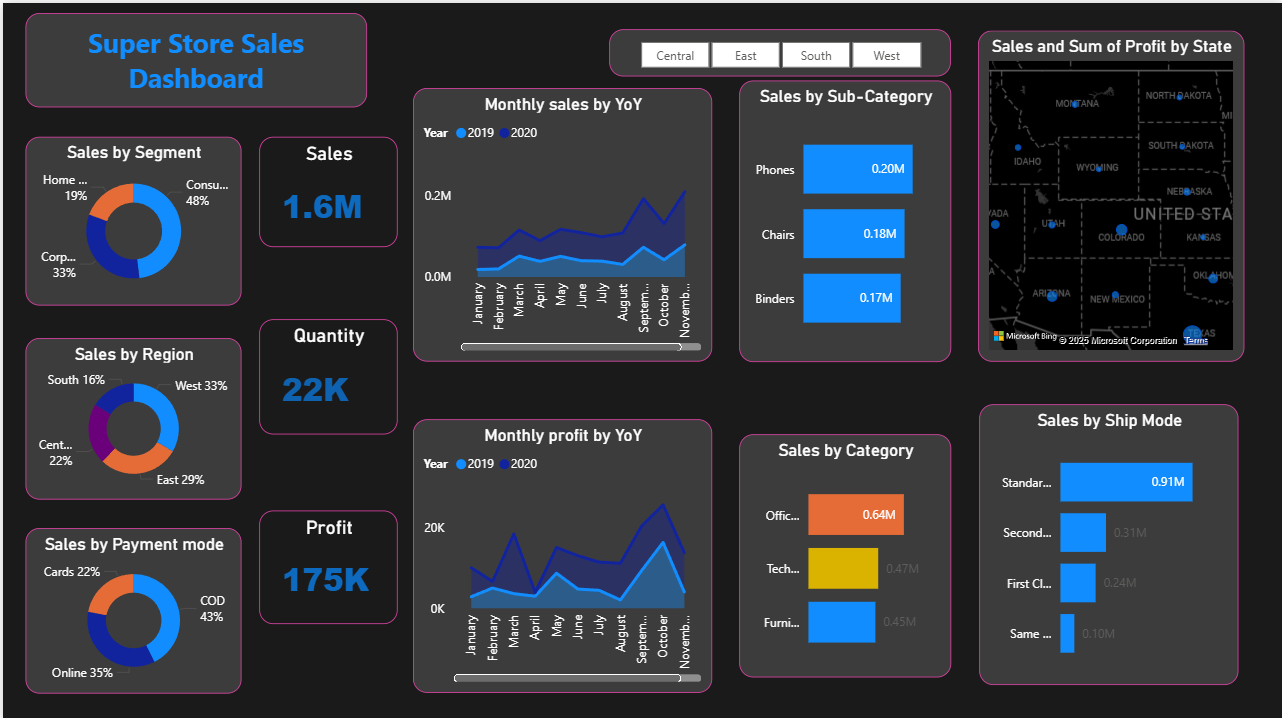 Super Store Sales
Dashboard
Central East South West
Sales by Segment
Home ...
19%
Consu...
48%
Corp...
33%
Sales
1.6M
Sales by Region
South 16%
West 33%
Cent...
22%
East 29%
Quantity
22K
Sales by Payment mode
Cards 22%
COD
43%
Online 35%
Profit
175K
Monthly sales by YoY
Year 2019 2020
0.2M
0.0M
January
February
March
April
May
June
July
August
Septem...
October
Novemb...
Monthly profit by YoY
Year 2019 2020
20K
0K
January
February
March
April
May
June
July
August
Septem...
October
Novemb...
Sales by Sub-Category
Phones 0.20M
Chairs 0.18M
Binders 0.17M
Sales by Category
Offic... 0.64M
Tech... 0.47M
Furni... 0.45M
Sales and Sum of Profit by State
MONTANA
NORTH DAKOTA
MI
SOUTH DAKOTA
IDAHO
WYOMING
NEBRASKA
VADA
UNITED STA
UTAH
COLORADO
KANSAS
OKLAHOM
ARIZONA
NEW MEXICO
TEXAS
Microsoft Bing
© 2025 Microsoft Corporation Terms
Sales by Ship Mode
Standar... 0.91M
Second... 0.31M
First Cl... 0.24M
Same ... 0.10M